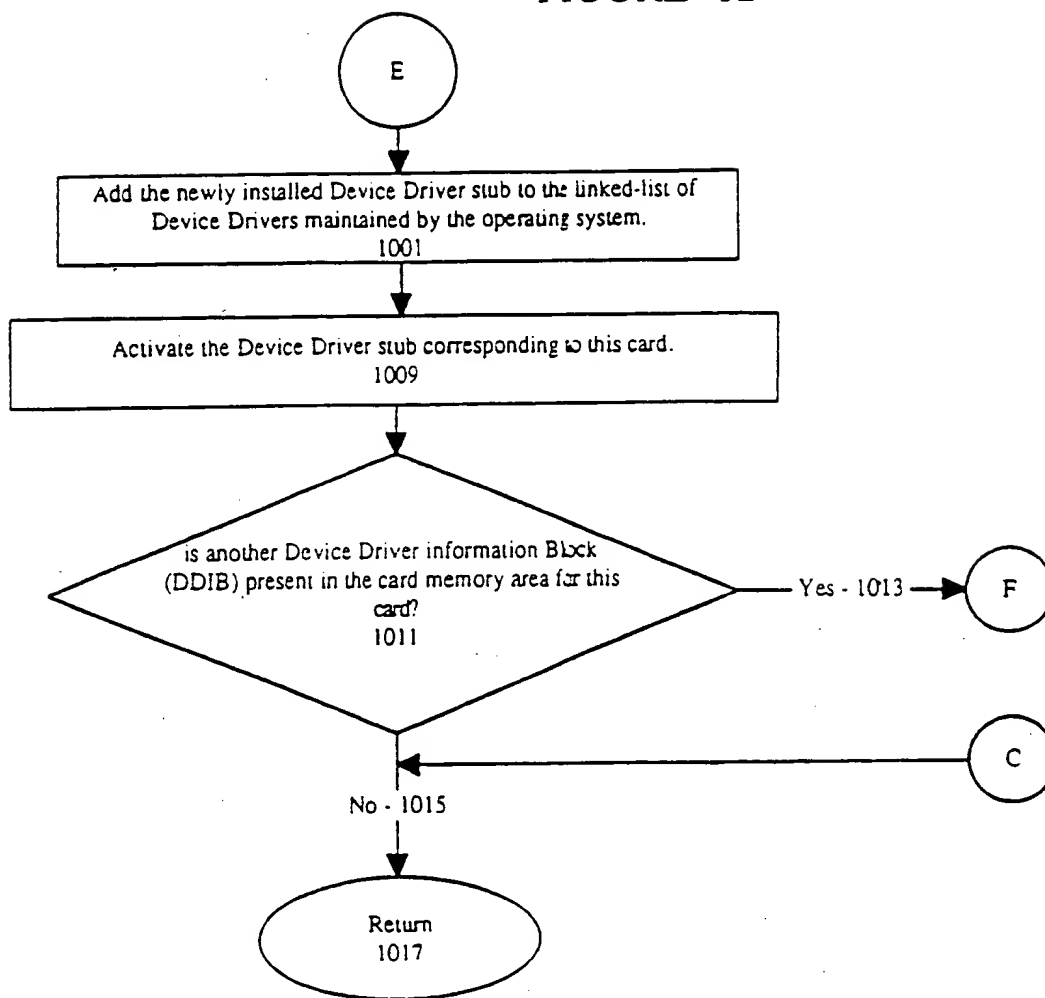 E
Add the newly installed Device Driver stub to the linked-list of
Device Drivers maintained by the operating system.
1001
Activate the Device Driver stub corresponding to this card.
1009
is another Device Driver information Block
(DDIB) present in the card memory area for this
card?
1011
Yes - 1013
F
C
No - 1015
Return
1017